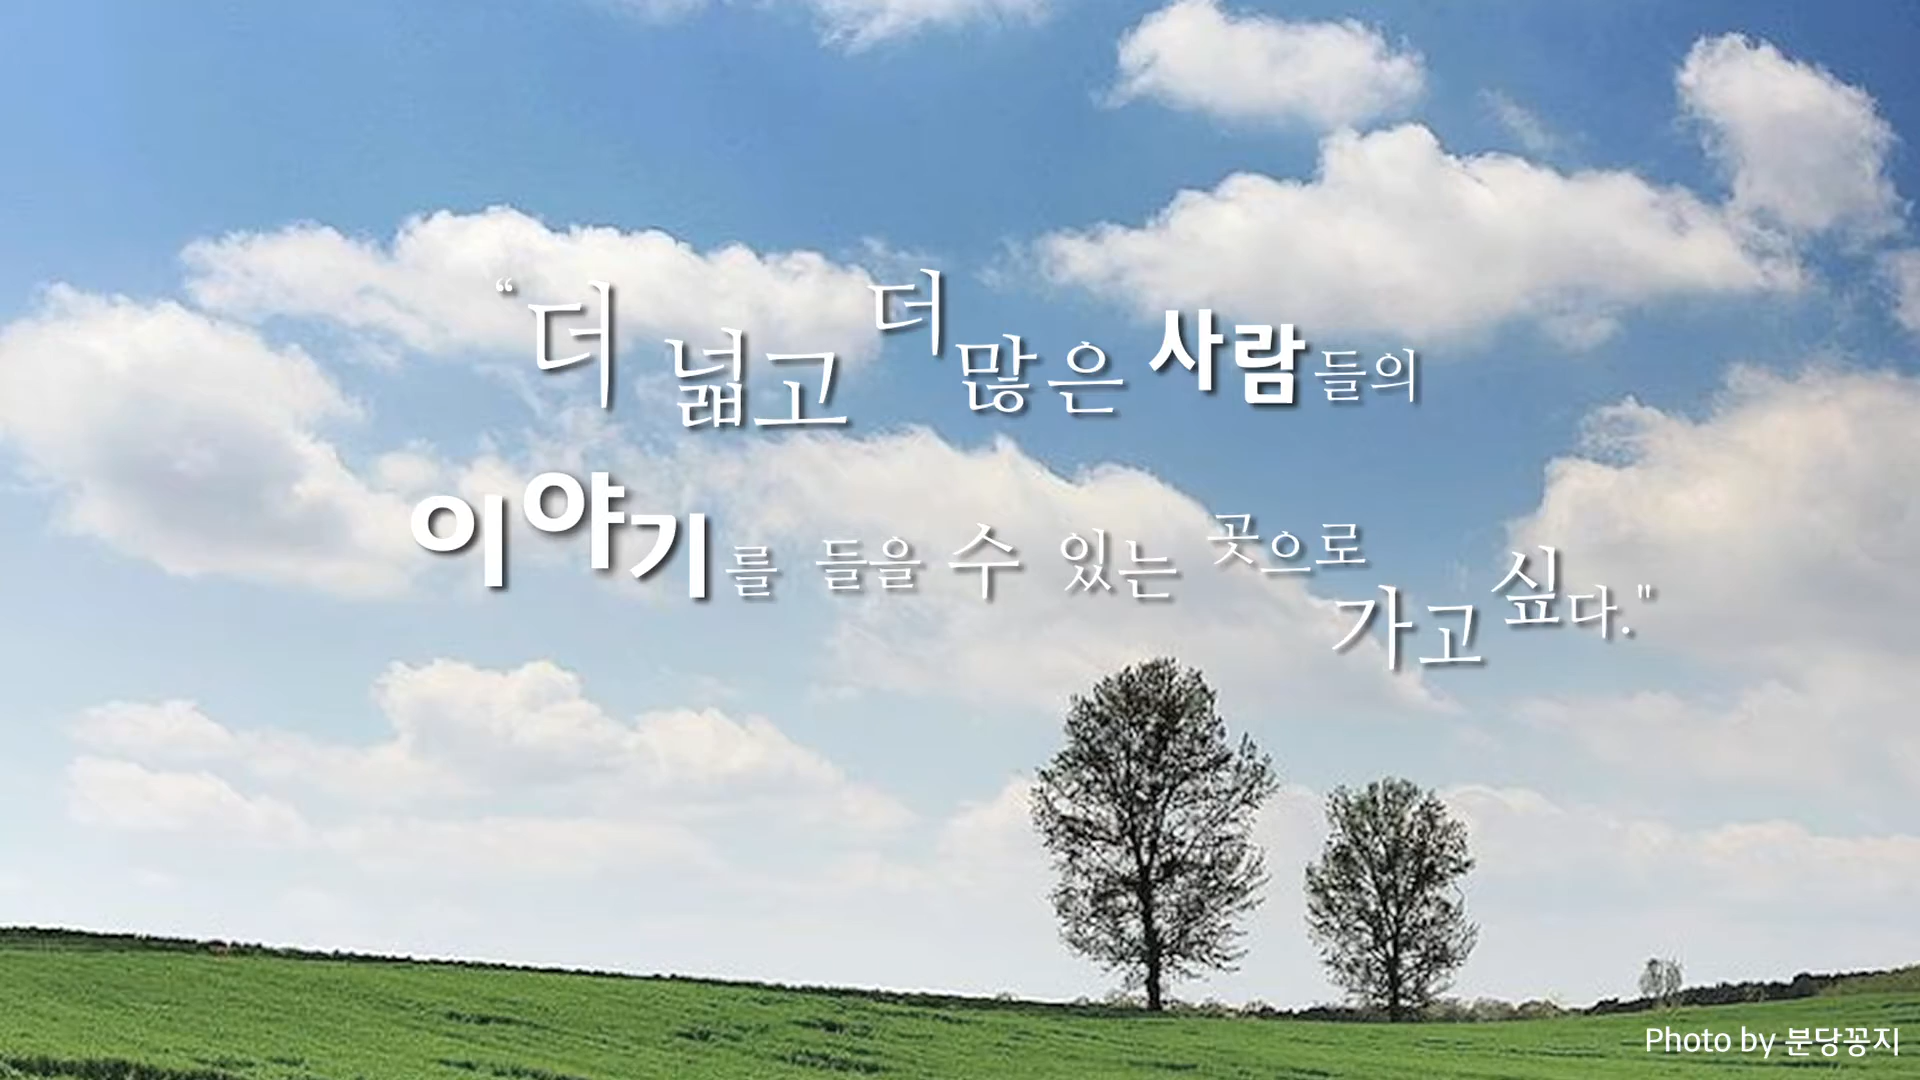 “더 넓고 더 많은 사람들의
이야기를 들을 수 있는 곳으로 가고 싶다."
Photo by 분당꽁지